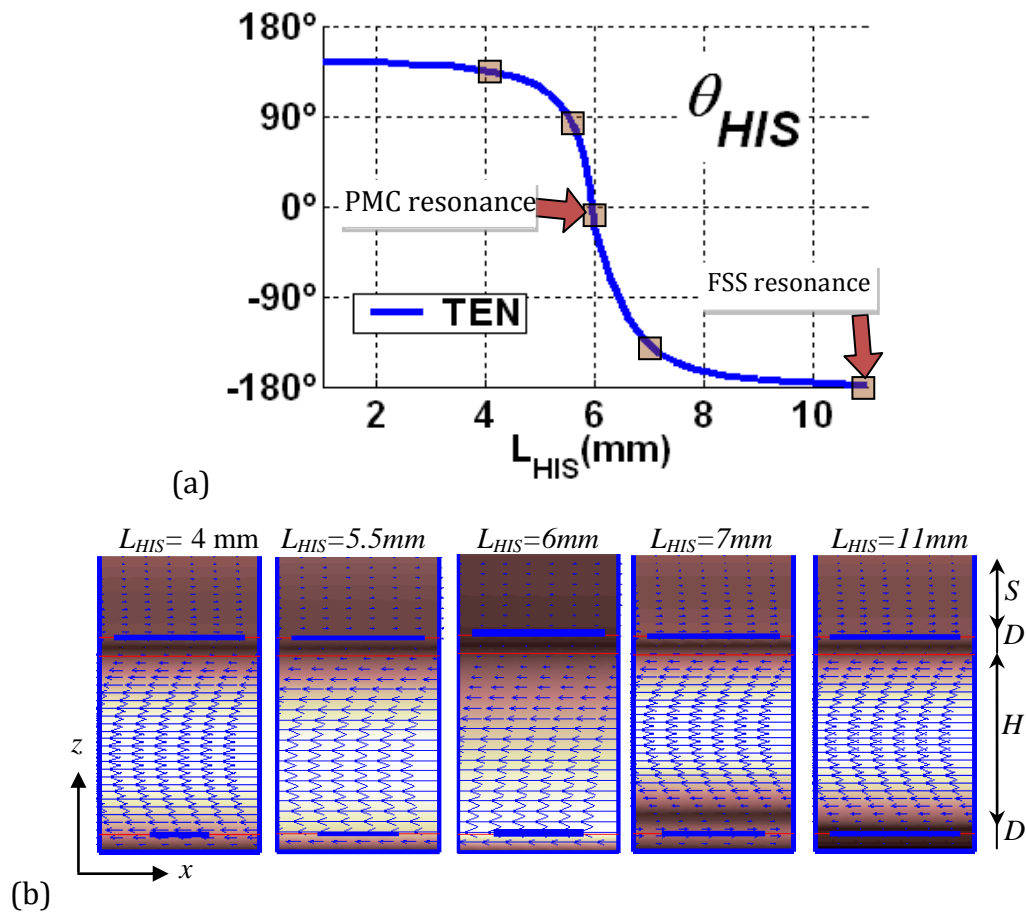 180°
90°
0°
-90°
-180°
θHIS
PMC resonance
FSS resonance
TEN
2 4 6 8 10
LHIS(mm)
(a)
LHIS= 4 mm LHIS=5.5mm LHIS=6mm LHIS=7mm LHIS=11mm
S
D
H
D
z
x
(b)